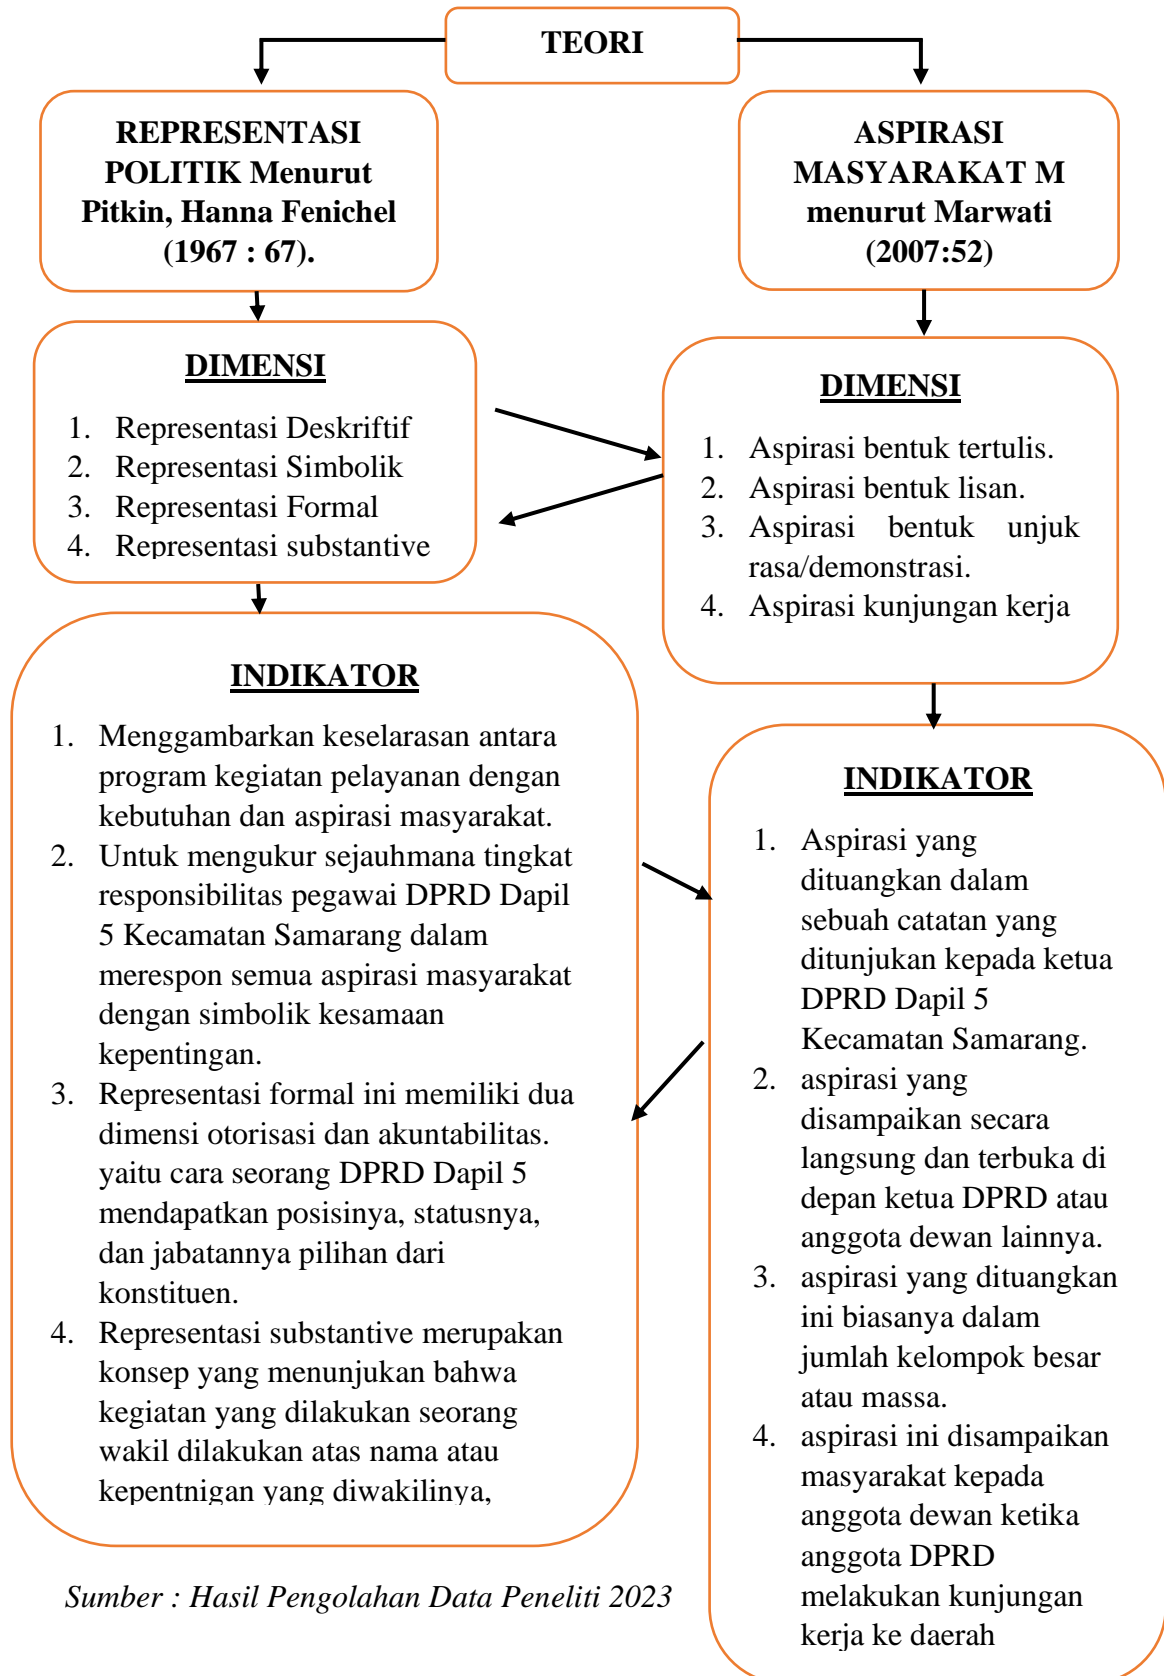 TEORI
REPRESENTASI
POLITIK Menurut
Pitkin, Hanna Fenichel
(1967 : 67).
ASPIRASI
MASYARAKAT M
menurut Marwati
(2007:52)
DIMENSI
1. Representasi Deskriftif
2. Representasi Simbolik
3. Representasi Formal
4. Representasi substantive
DIMENSI
1. Aspirasi bentuk tertulis.
2. Aspirasi bentuk lisan.
3. Aspirasi bentuk unjuk
rasa/demonstrasi.
4. Aspirasi kunjungan kerja
INDIKATOR
1. Menggambarkan keselarasan antara
program kegiatan pelayanan dengan
kebutuhan dan aspirasi masyarakat.
2. Untuk mengukur sejauhmana tingkat
responsibilitas pegawai DPRD Dapil
5 Kecamatan Samarang dalam
merespon semua aspirasi masyarakat
dengan simbolik kesamaan
kepentingan.
3. Representasi formal ini memiliki dua
dimensi otorisasi dan akuntabilitas.
yaitu cara seorang DPRD Dapil 5
mendapatkan posisinya, statusnya,
dan jabatannya pilihan dari
konstituen.
4. Representasi substantive merupakan
konsep yang menunjukan bahwa
kegiatan yang dilakukan seorang
wakil dilakukan atas nama atau
kepentnigan yang diwakilinya,
INDIKATOR
1. Aspirasi yang
dituangkan dalam
sebuah catatan yang
ditunjukan kepada ketua
DPRD Dapil 5
Kecamatan Samarang.
2. aspirasi yang
disampaikan secara
langsung dan terbuka di
depan ketua DPRD atau
anggota dewan lainnya.
3. aspirasi yang dituangkan
ini biasanya dalam
jumlah kelompok besar
atau massa.
4. aspirasi ini disampaikan
masyarakat kepada
anggota dewan ketika
anggota DPRD
melakukan kunjungan
kerja ke daerah
Sumber : Hasil Pengolahan Data Peneliti 2023